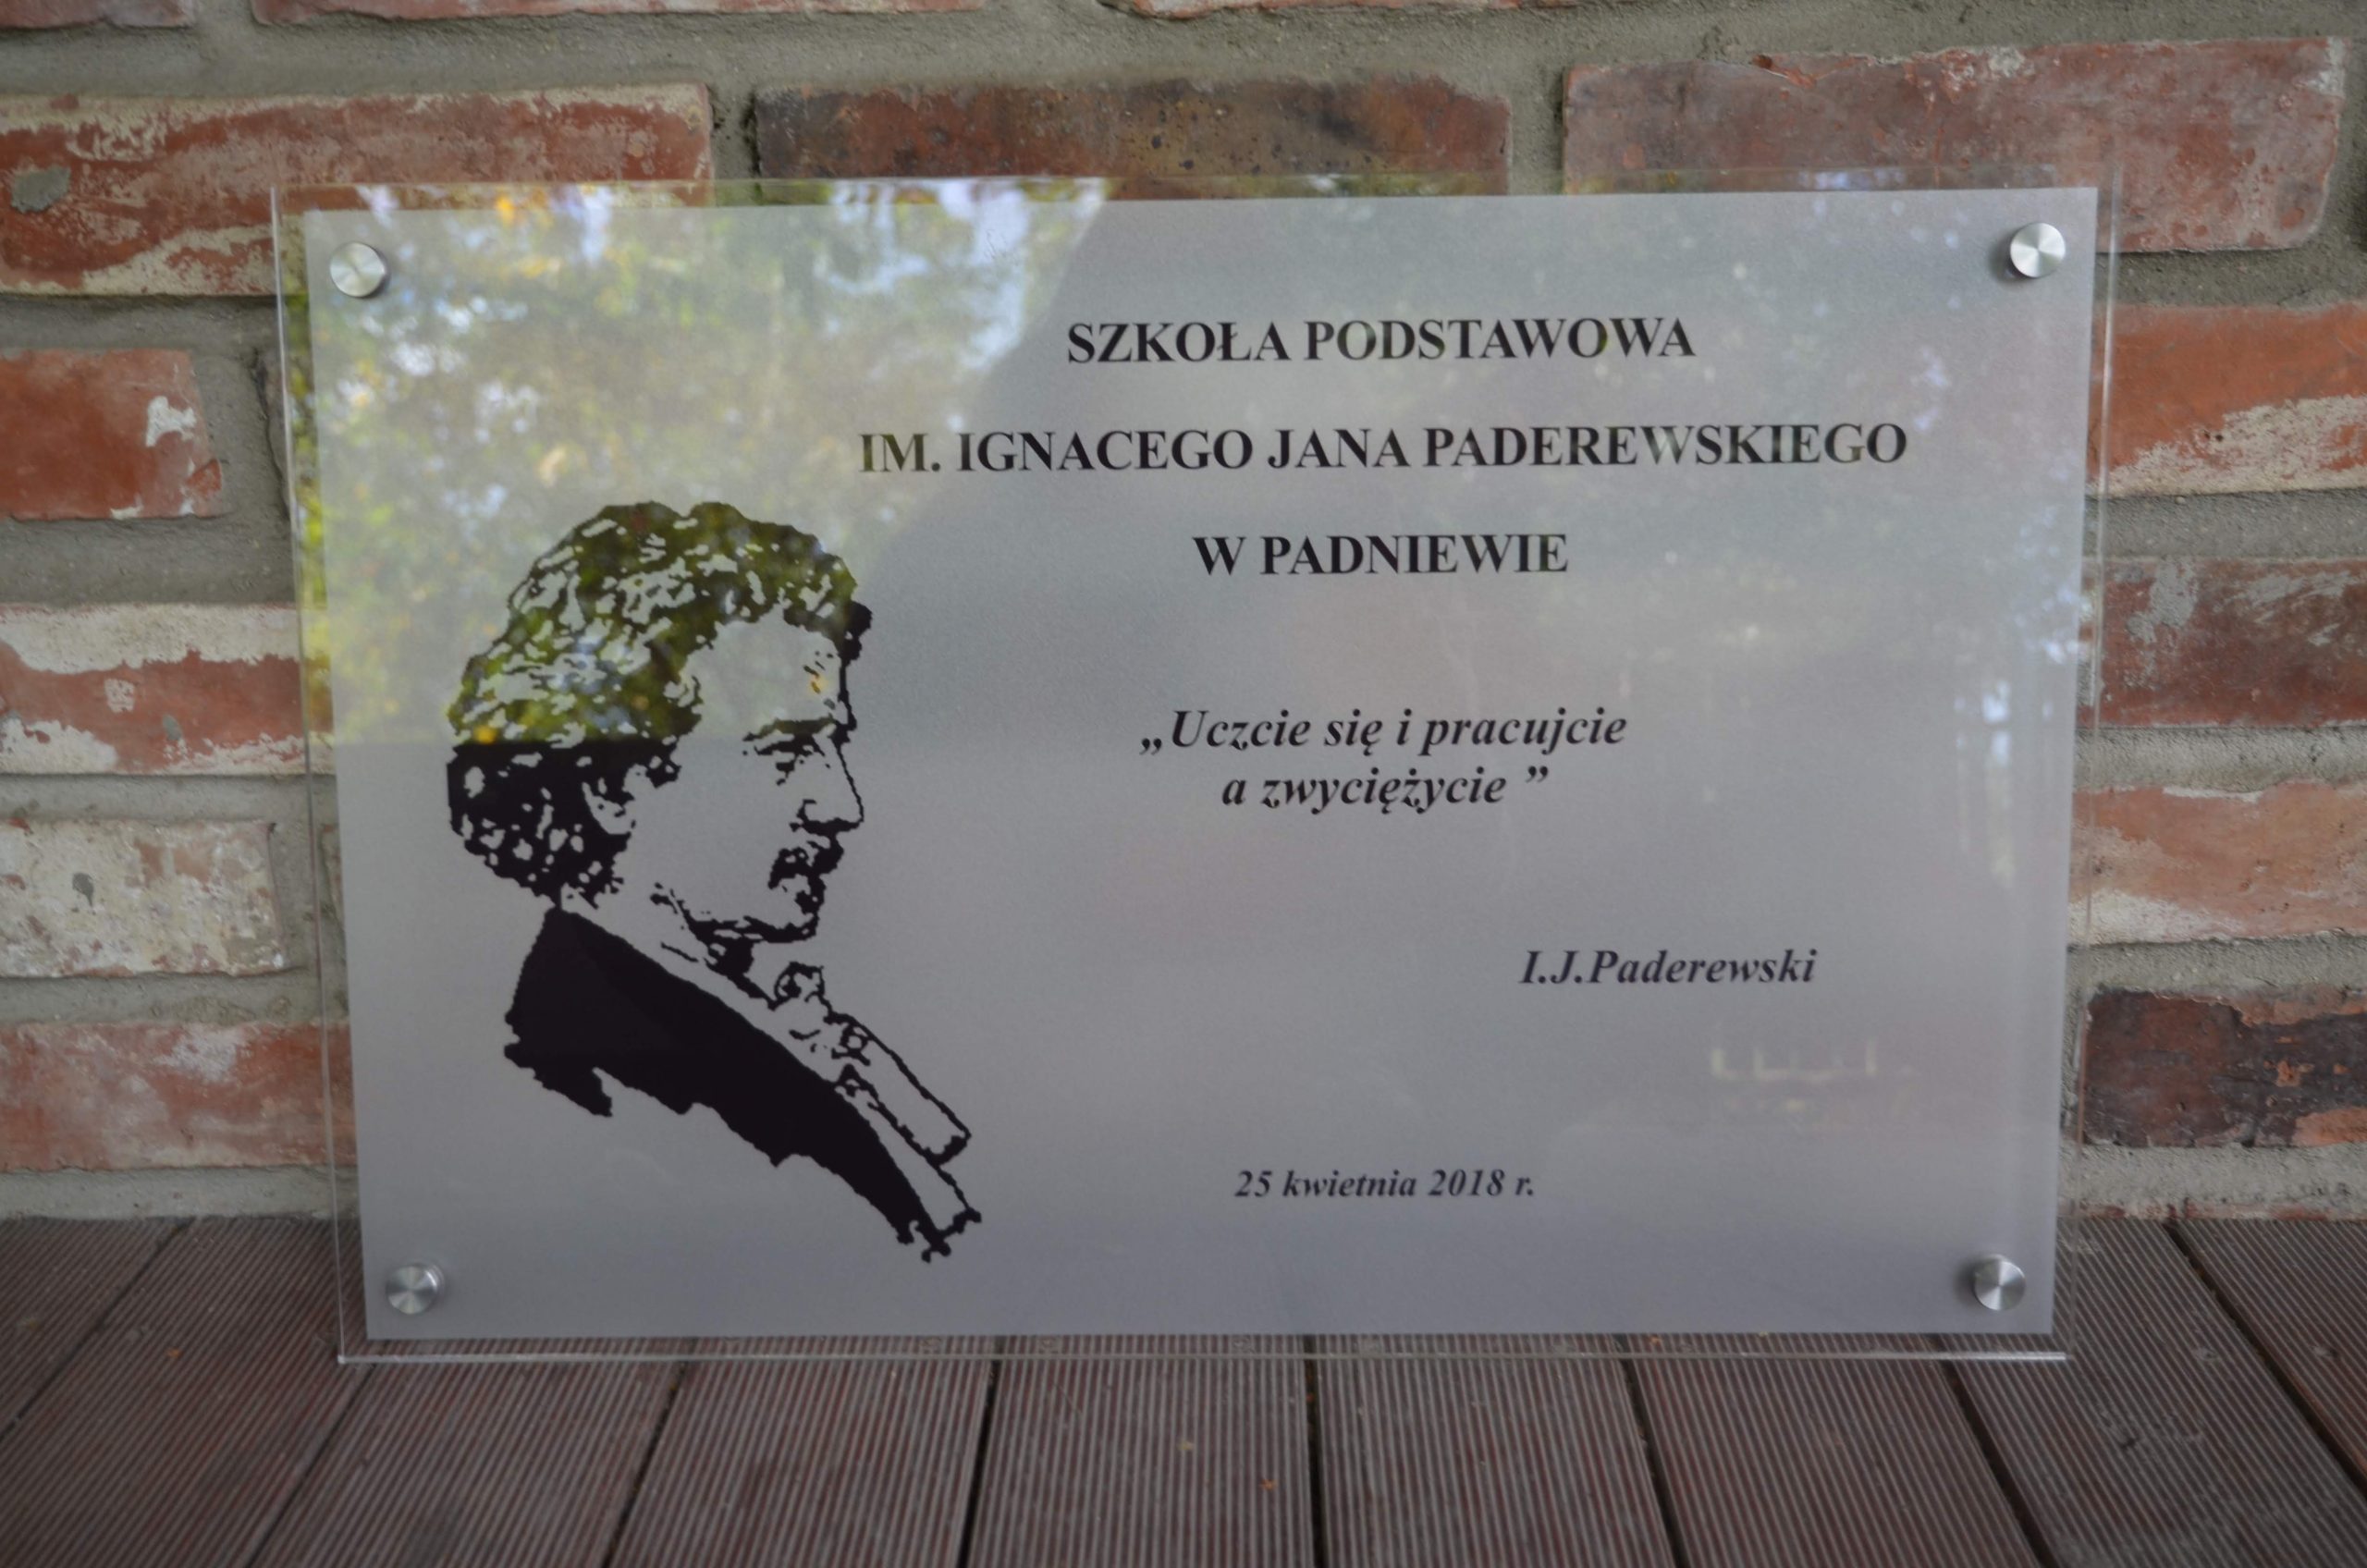 SZKOŁA PODSTAWOWA
IM. IGNACEGO JANA PADEREWSKIEGO
W PADNIEWIE
„Uczcie się i pracujcie
a zwyciężycie ”
I.J.Paderewski
25 kwietnia 2018 r.